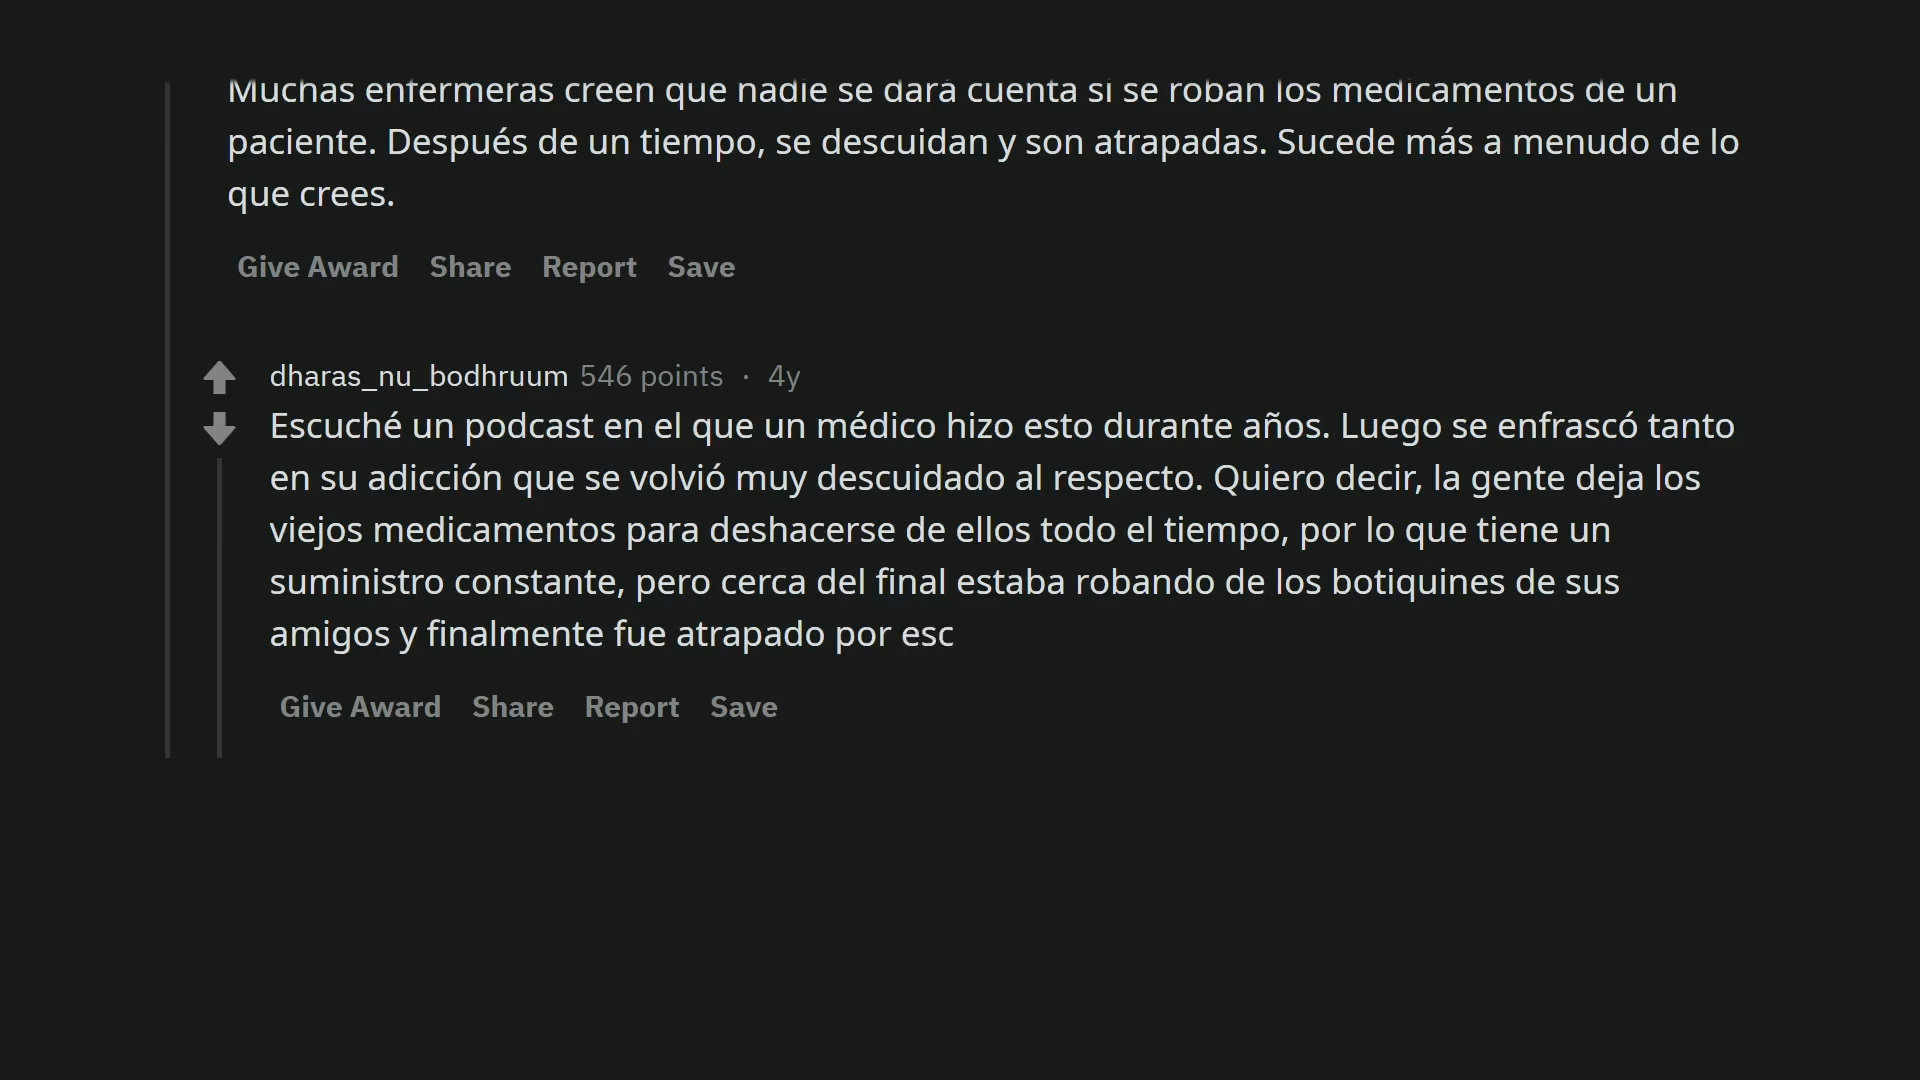 Muchas enfermeras creen que nadie se dará cuenta si se roban los medicamentos de un
paciente. Después de un tiempo, se descuidan y son atrapadas. Sucede más a menudo de lo
que crees.
Give Award Share Report Save
dharas_nu_bodhruum 546 points · 4y
Escuché un podcast en el que un médico hizo esto durante años. Luego se enfrascó tanto
en su adicción que se volvió muy descuidado al respecto. Quiero decir, la gente deja los
viejos medicamentos para deshacerse de ellos todo el tiempo, por lo que tiene un
suministro constante, pero cerca del final estaba robando de los botiquines de sus
amigos y finalmente fue atrapado por esc
Give Award Share Report Save